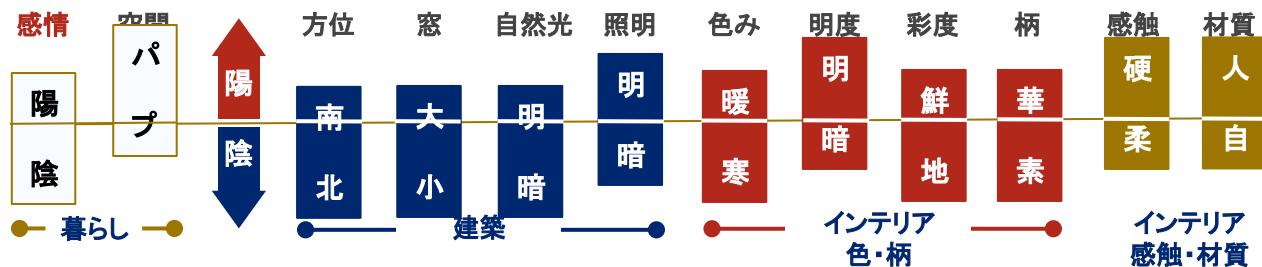 感情 空間 方位 窓 自然光 照明 色み 明度 彩度 柄 感触 材質
陽 パ 陽 南 大 明 明 暖 明 鮮 華 硬 人
陰 プ 陰 北 小 暗 暗 寒 暗 地 素 柔 自
暮らし 建築 インテリア インテリア
色・柄 感触・材質